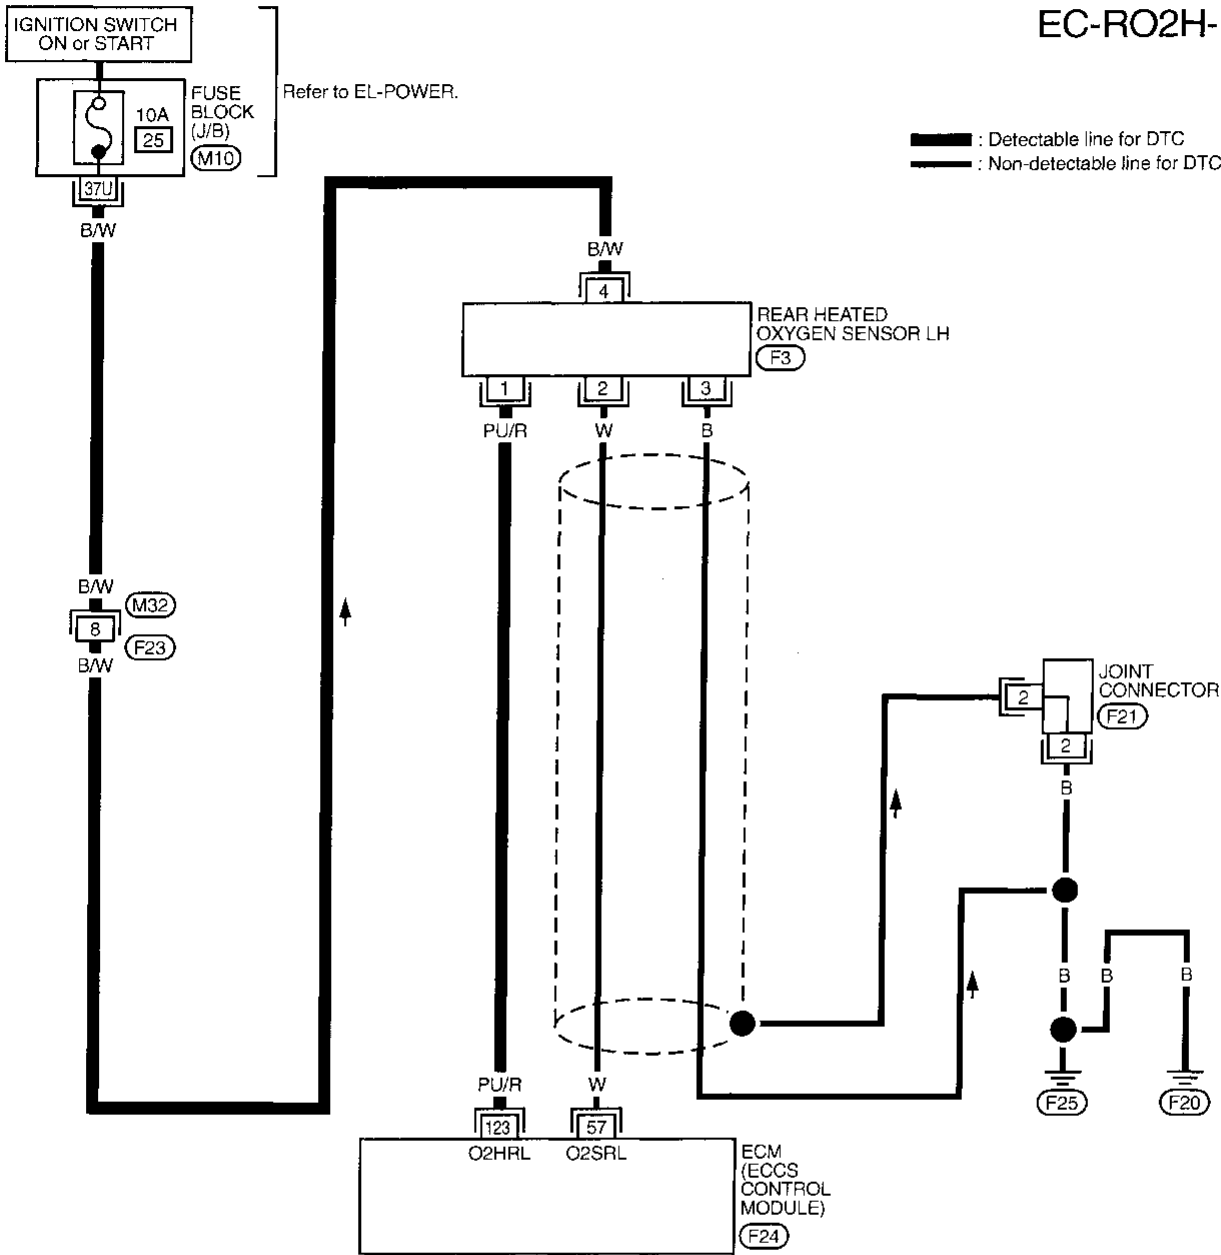 EC-RO2H-
IGNITION SWITCH
ON or START
Refer to EL-POWER.
FUSE
BLOCK
(J/B)
M10
10A
25
37U
B/W
: Detectable line for DTC
: Non-detectable line for DTC
B/W
4
REAR HEATED
OXYGEN SENSOR LH
F3
1
2
3
PU/R
W
B
B/W
M32
8
F23
B/W
2
JOINT
CONNECTOR
F21
2
B
B
B
B
F25
F20
PU/R
W
123
57
O2HRL
O2SRL
ECM
(ECCS
CONTROL
MODULE)
F24